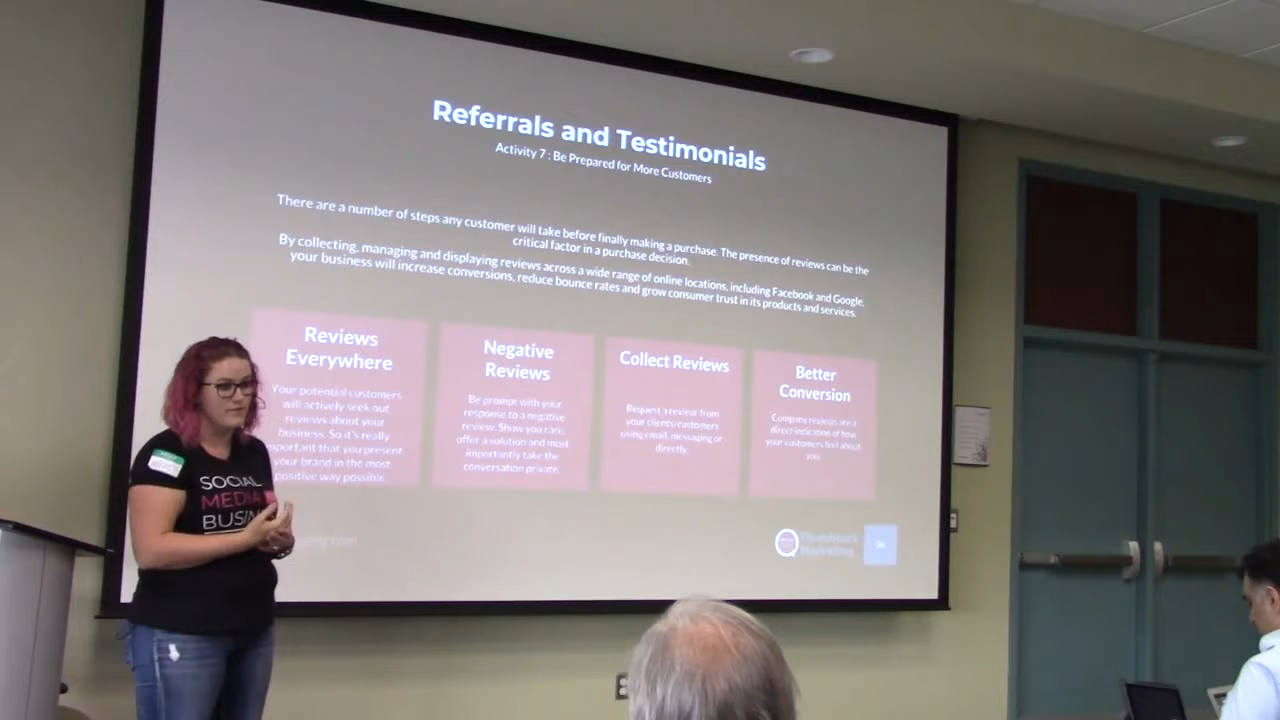 Referrals and Testimonials
Activity 7 : Be Prepared for More Customers
There are a number of steps any customer will take before finally making a purchase. The presence of reviews can be the
critical factor in a purchase decision.
By collecting, managing and displaying reviews across a wide range of online locations, including Facebook and Google,
your business will increase conversions, reduce bounce rates and grow consumer trust in its products and services.
Reviews
Everywhere
Your potential customers
will actively seek out
reviews about your
business. So it's really
important that you present
your brand in the most
positive way possible.
Negative
Reviews
Be prompt with your
response to a negative
review. Show you care,
offer a solution and most
importantly take the
conversation private.
Collect Reviews
Request a review from
your clients/customers
using email, messaging or
directly.
Better
Conversion
Company reviews are a
direct indication of how
your customers feel about
you.
Marketing
SOCIAL
MEDIA
BUSIN